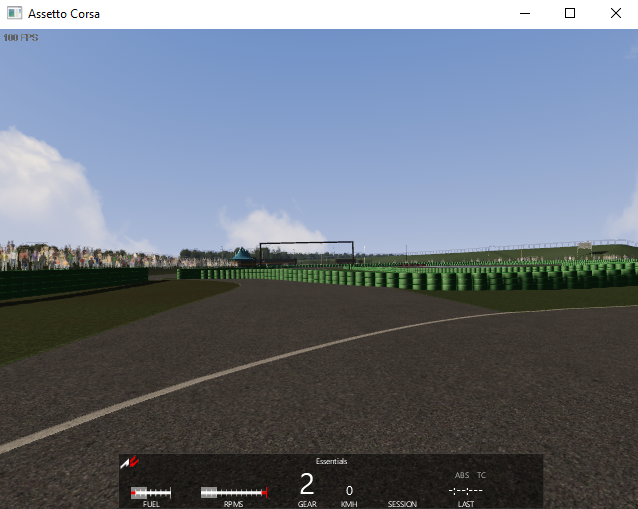 Assetto Corsa
100 FPS
Essentials
ABS TC
2 0 -:--:---
FUEL RPMS GEAR KMH SESSION LAST